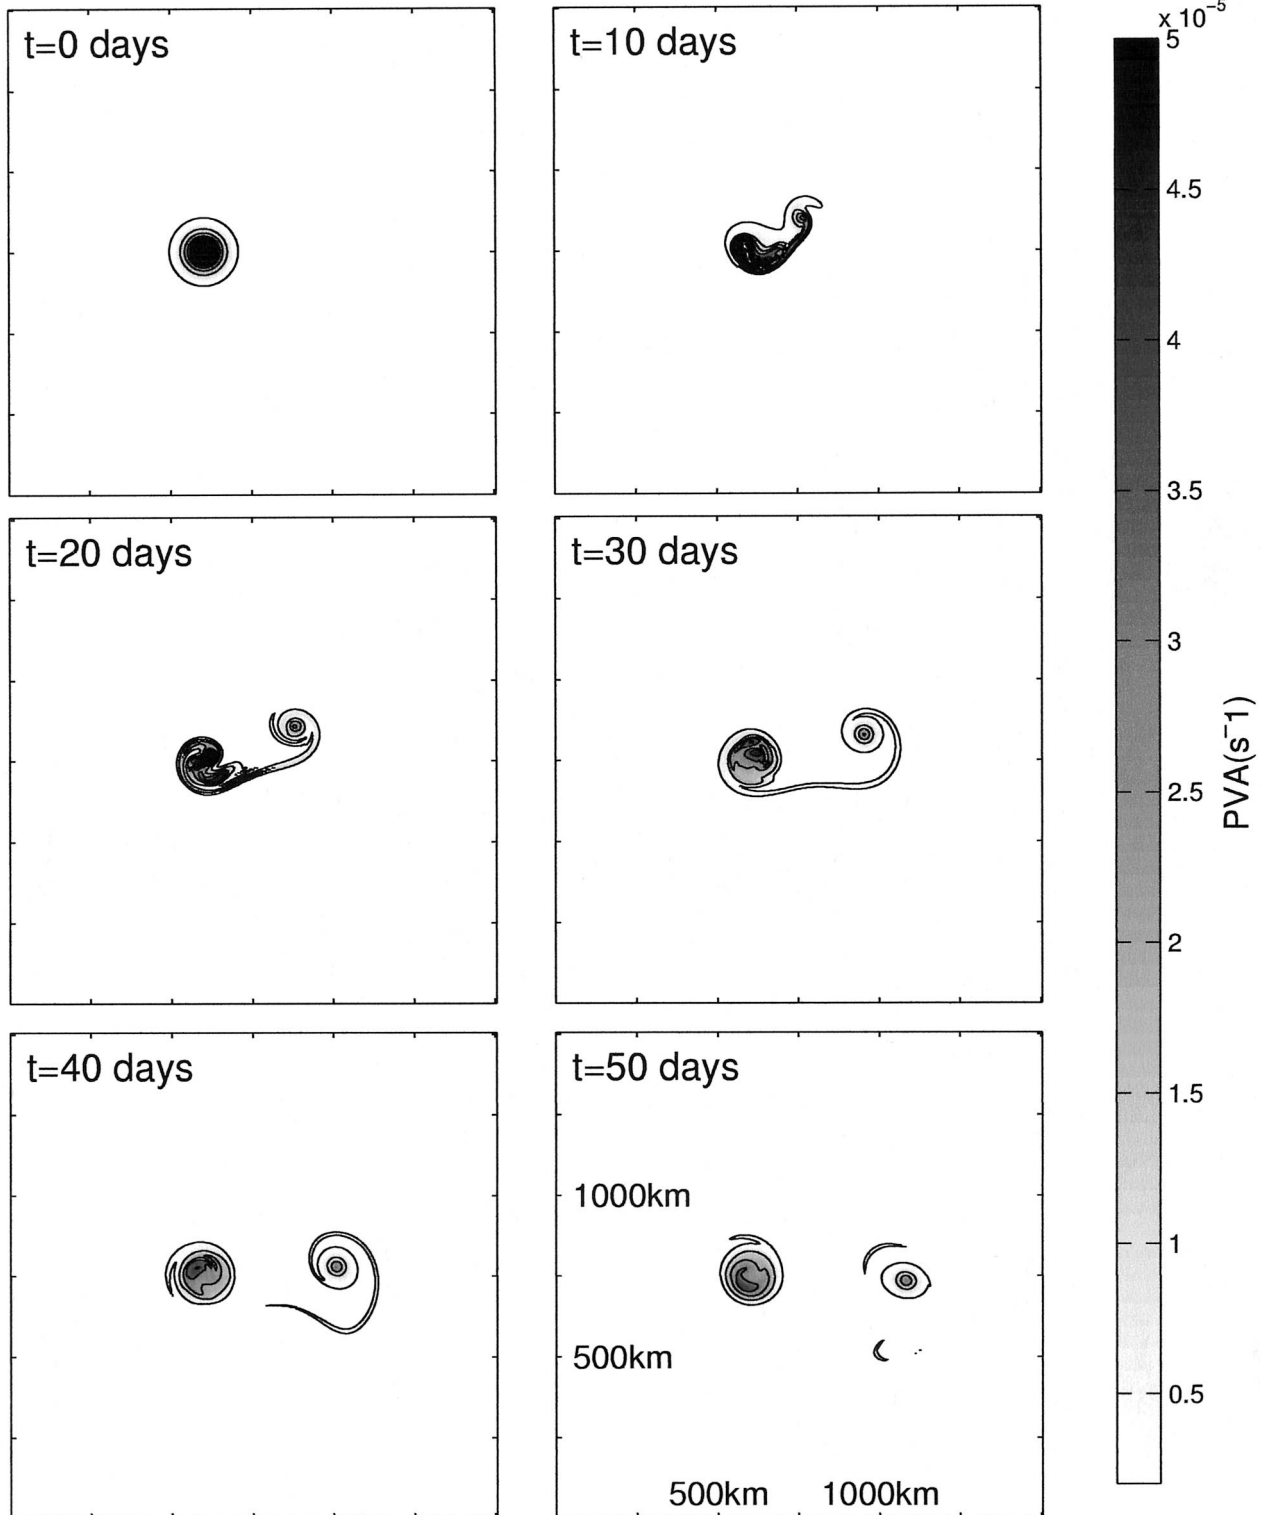 t=0 days
t=10 days
t=20 days
t=30 days
t=40 days
t=50 days
1000km
500km
500km 1000km
x 10⁻⁵
5
4.5
4
3.5
3
2.5
2
1.5
1
0.5
PVA(s⁻1)